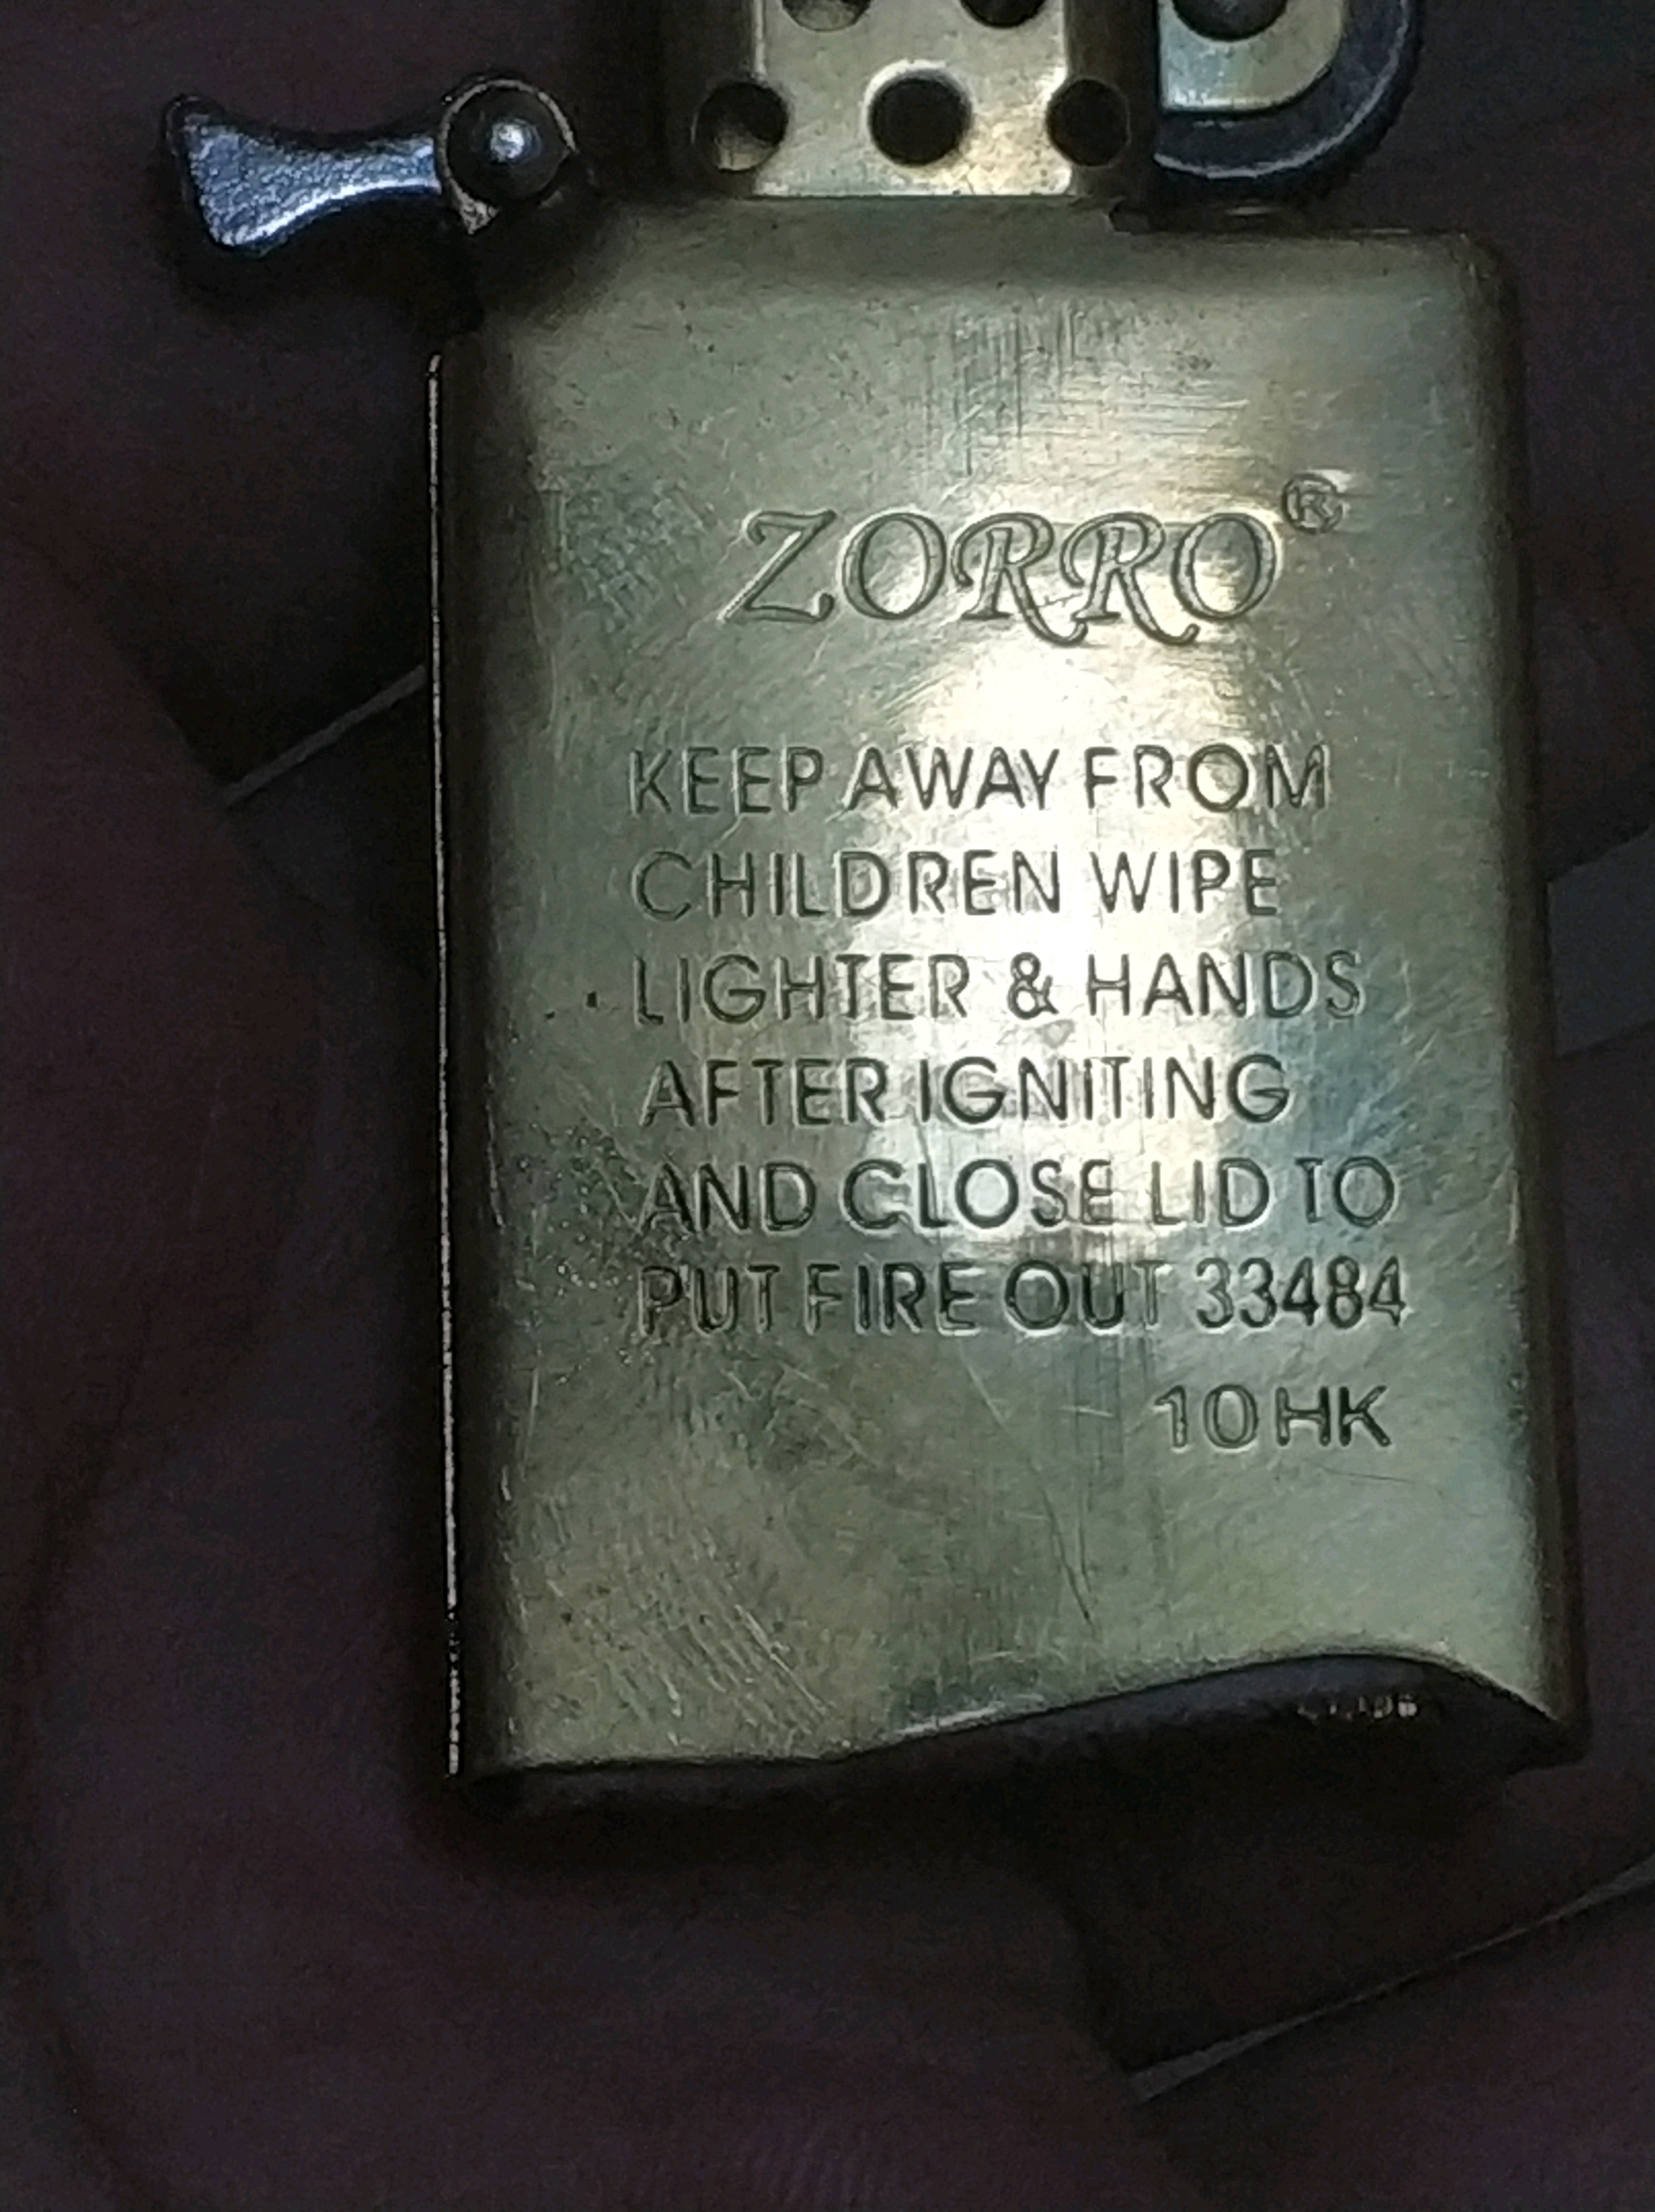 ZORRO®
KEEP AWAY FROM
CHILDREN WIPE
LIGHTER & HANDS
AFTER IGNITING
AND CLOSE LID TO
PUT FIRE OUT 33484
10HK